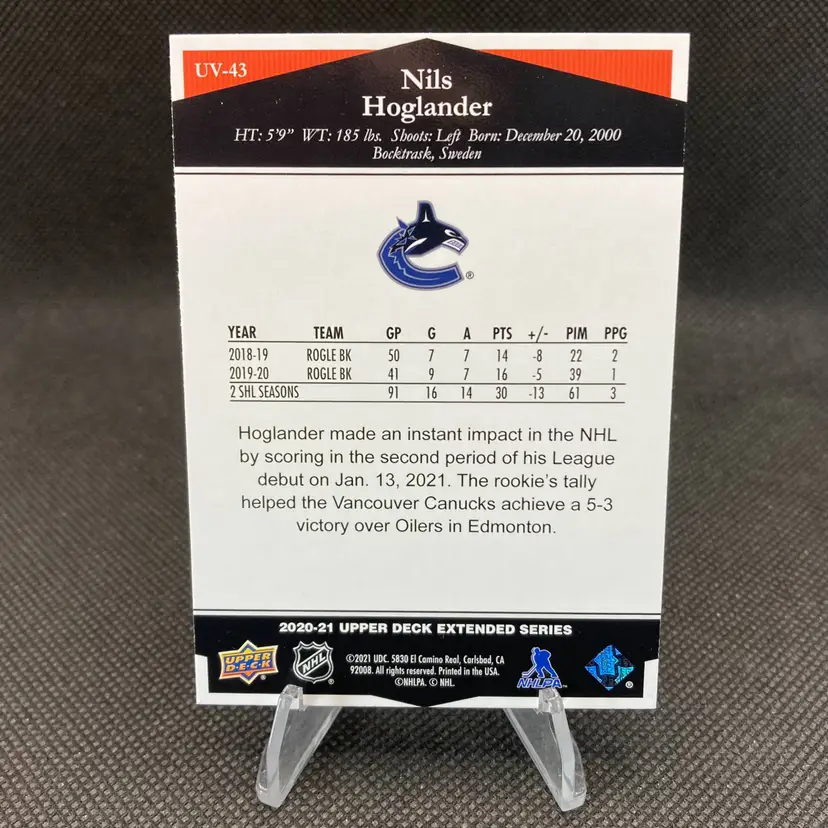 UV-43
Nils
Hoglander
HT: 5'9" WT: 185 lbs. Shoots: Left Born: December 20, 2000
Bocktrask, Sweden
®
YEAR TEAM GP G A PTS +/- PIM PPG
2018-19 ROGLE BK 50 7 7 14 -8 22 2
2019-20 ROGLE BK 41 9 7 16 -5 39 1
2 SHL SEASONS 91 16 14 30 -13 61 3
Hoglander made an instant impact in the NHL
by scoring in the second period of his League
debut on Jan. 13, 2021. The rookie's tally
helped the Vancouver Canucks achieve a 5-3
victory over Oilers in Edmonton.
2020-21 UPPER DECK EXTENDED SERIES
UPPER
DECK
NHL
©2021 UDC. 5830 El Camino Real, Carlsbad, CA
92008. All rights reserved. Printed in the USA.
©NHLPA. © NHL.
NHLPA